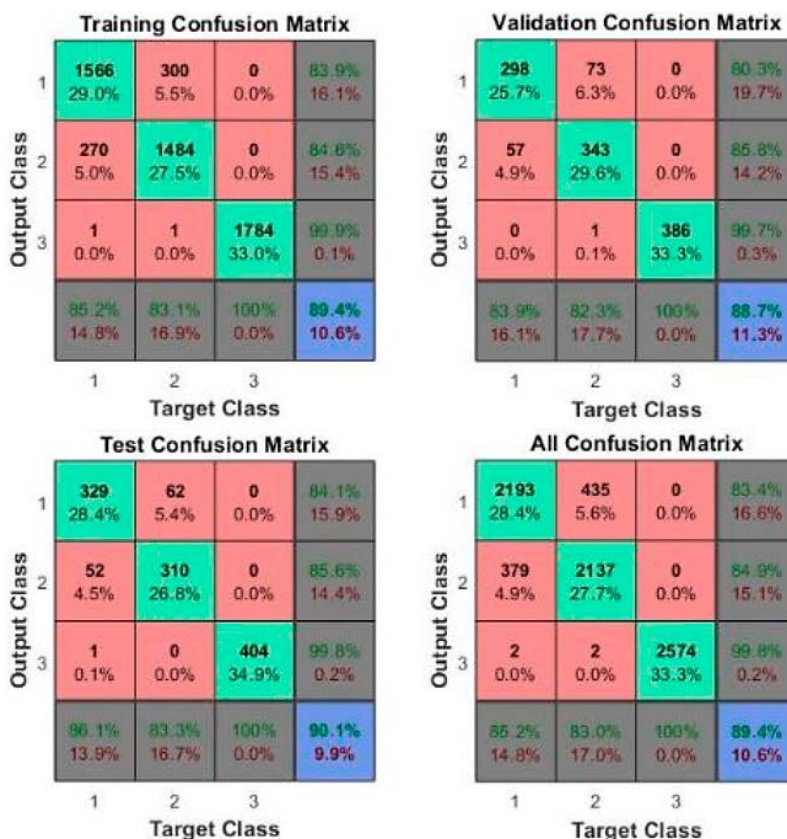 Training Confusion Matrix
Output Class
1
1566 300 0 83.9%
29.0% 5.5% 0.0% 16.1%
2
270 1484 0 84.6%
5.0% 27.5% 0.0% 15.4%
3
1 1 1784 99.9%
0.0% 0.0% 33.0% 0.1%
85.2% 83.1% 100% 89.4%
14.8% 16.9% 0.0% 10.6%
1 2 3
Target Class
Validation Confusion Matrix
Output Class
1
298 73 0 80.3%
25.7% 6.3% 0.0% 19.7%
2
57 343 0 85.8%
4.9% 29.6% 0.0% 14.2%
3
0 1 386 99.7%
0.0% 0.1% 33.3% 0.3%
83.9% 82.3% 100% 88.7%
16.1% 17.7% 0.0% 11.3%
1 2 3
Target Class
Test Confusion Matrix
Output Class
1
329 62 0 84.1%
28.4% 5.4% 0.0% 15.9%
2
52 310 0 85.6%
4.5% 26.8% 0.0% 14.4%
3
1 0 404 99.8%
0.1% 0.0% 34.9% 0.2%
86.1% 83.3% 100% 90.1%
13.9% 16.7% 0.0% 9.9%
1 2 3
Target Class
All Confusion Matrix
Output Class
1
2193 435 0 83.4%
28.4% 5.6% 0.0% 16.6%
2
379 2137 0 84.9%
4.9% 27.7% 0.0% 15.1%
3
2 2 2574 99.8%
0.0% 0.0% 33.3% 0.2%
85.2% 83.0% 100% 89.4%
14.8% 17.0% 0.0% 10.6%
1 2 3
Target Class